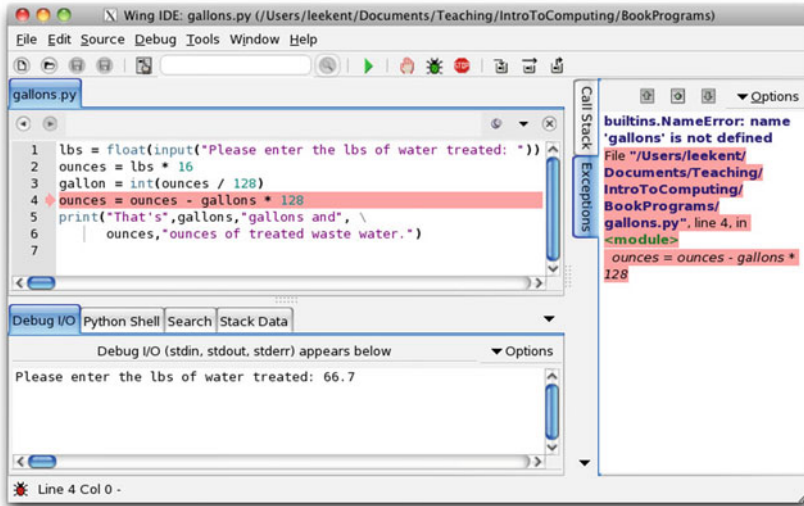 X Wing IDE: gallons.py (/Users/leekent/Documents/Teaching/IntroToComputing/BookPrograms)
File Edit Source Debug Tools Window Help
gallons.py
1 lbs = float(input("Please enter the lbs of water treated: "))
2 ounces = lbs * 16
3 gallon = int(ounces / 128)
4 ounces = ounces - gallons * 128
5 print("That's",gallons,"gallons and", \
6 ounces,"ounces of treated waste water.")
7
Debug I/O Python Shell Search Stack Data
Debug I/O (stdin, stdout, stderr) appears below
Options
Please enter the lbs of water treated: 66.7
Line 4 Col 0 -
Call Stack
Exceptions
Options
builtins.NameError: name
'gallons' is not defined
File "/Users/leekent/
Documents/Teaching/
IntroToComputing/
BookPrograms/
gallons.py", line 4, in
<module>
ounces = ounces - gallons *
128